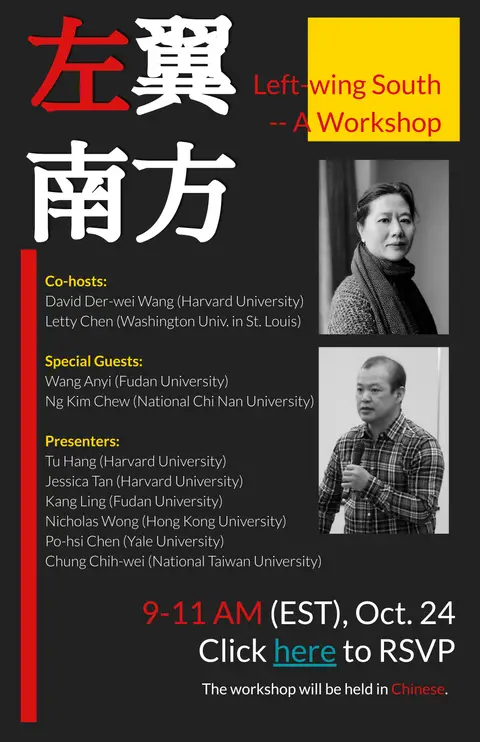 左翼
南方
Left-wing South
-- A Workshop
Co-hosts:
David Der-wei Wang (Harvard University)
Letty Chen (Washington Univ. in St. Louis)
Special Guests:
Wang Anyi (Fudan University)
Ng Kim Chew (National Chi Nan University)
Presenters:
Tu Hang (Harvard University)
Jessica Tan (Harvard University)
Kang Ling (Fudan University)
Nicholas Wong (Hong Kong University)
Po-hsi Chen (Yale University)
Chung Chih-wei (National Taiwan University)
9-11 AM (EST), Oct. 24
Click here to RSVP
The workshop will be held in Chinese.